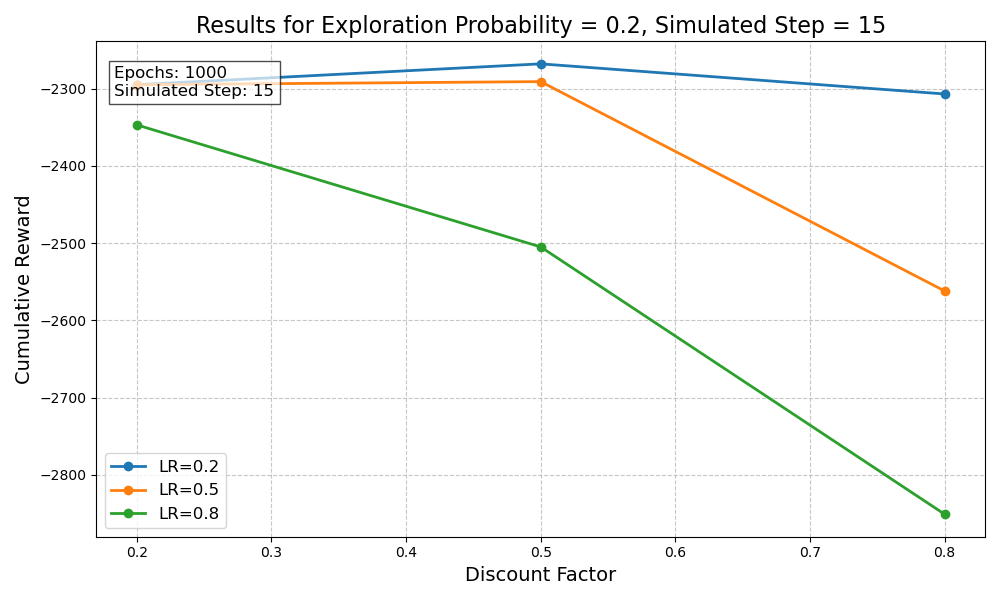 Results for Exploration Probability = 0.2, Simulated Step = 15
Epochs: 1000
Simulated Step: 15
Cumulative Reward
−2300
−2400
−2500
−2600
−2700
−2800
LR=0.2
LR=0.5
LR=0.8
0.2 0.3 0.4 0.5 0.6 0.7 0.8
Discount Factor